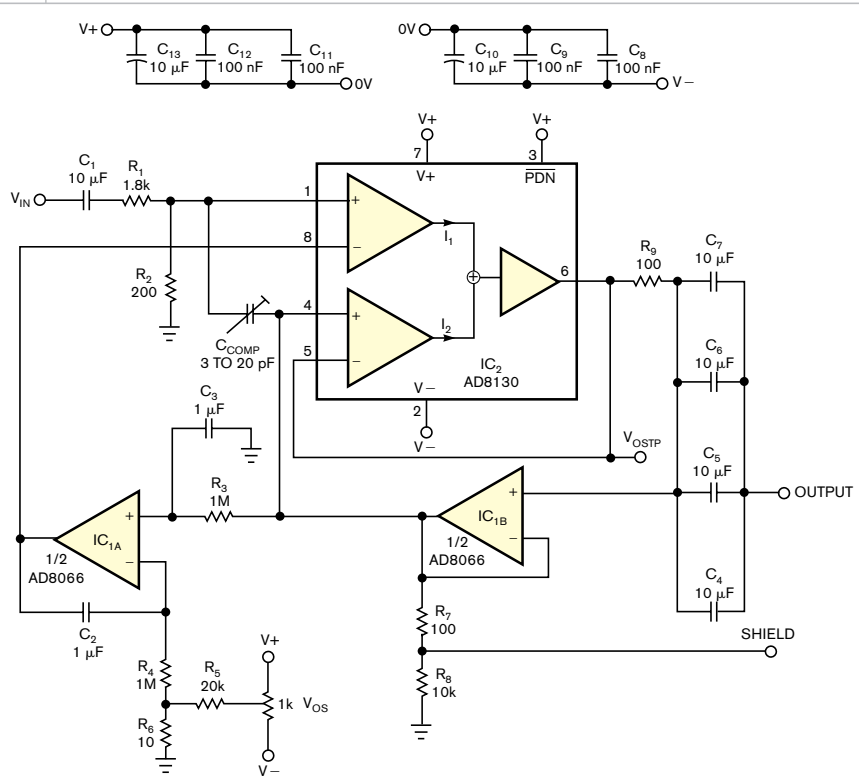 V+
C13
10 µF
C12
100 nF
C11
100 nF
0V
0V
C10
10 µF
C9
100 nF
C8
100 nF
V−
V+
7
V+
V+
3
PDN
VIN
C1
10 µF
R1
1.8k
1
+
8
−
I1
R2
200
CCOMP
3 TO 20 pF
4
+
5
−
I2
+
6
IC2
AD8130
V−
2
V−
R9
100
C7
10 µF
C6
10 µF
C5
10 µF
C4
10 µF
VOSTP
OUTPUT
C3
1 µF
R3
1M
+
IC1A
−
1/2
AD8066
+
IC1B
−
1/2
AD8066
C2
1 µF
R4
1M
R5
20k
R6
10
V+
1k VOS
V−
R7
100
R8
10k
SHIELD